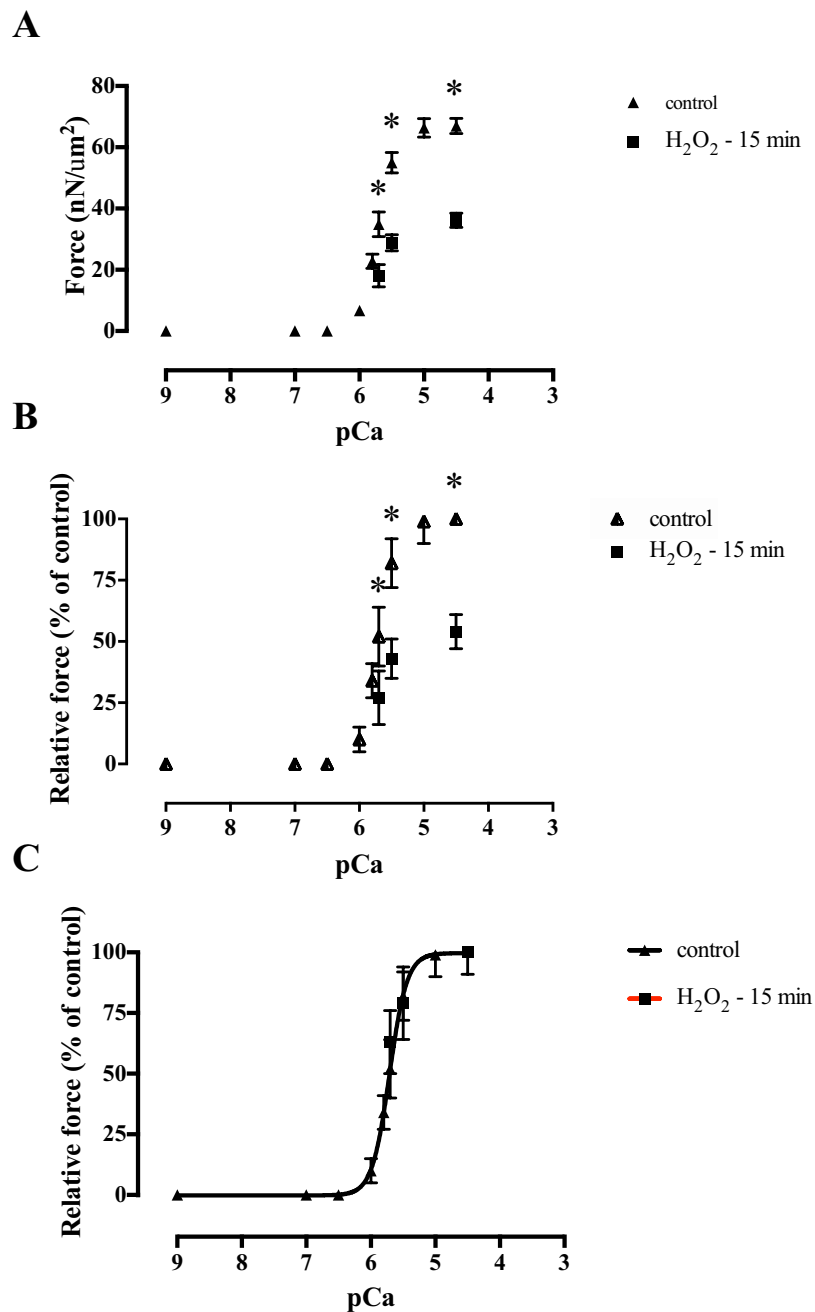 A
Force (nN/um²)
80
60
40
20
0
* * *
control
H₂O₂ - 15 min
9 8 7 6 5 4 3
pCa
B
Relative force (% of control)
100
75
50
25
0
* * *
control
H₂O₂ - 15 min
9 8 7 6 5 4 3
pCa
C
Relative force (% of control)
100
75
50
25
0
control
H₂O₂ - 15 min
9 8 7 6 5 4 3
pCa